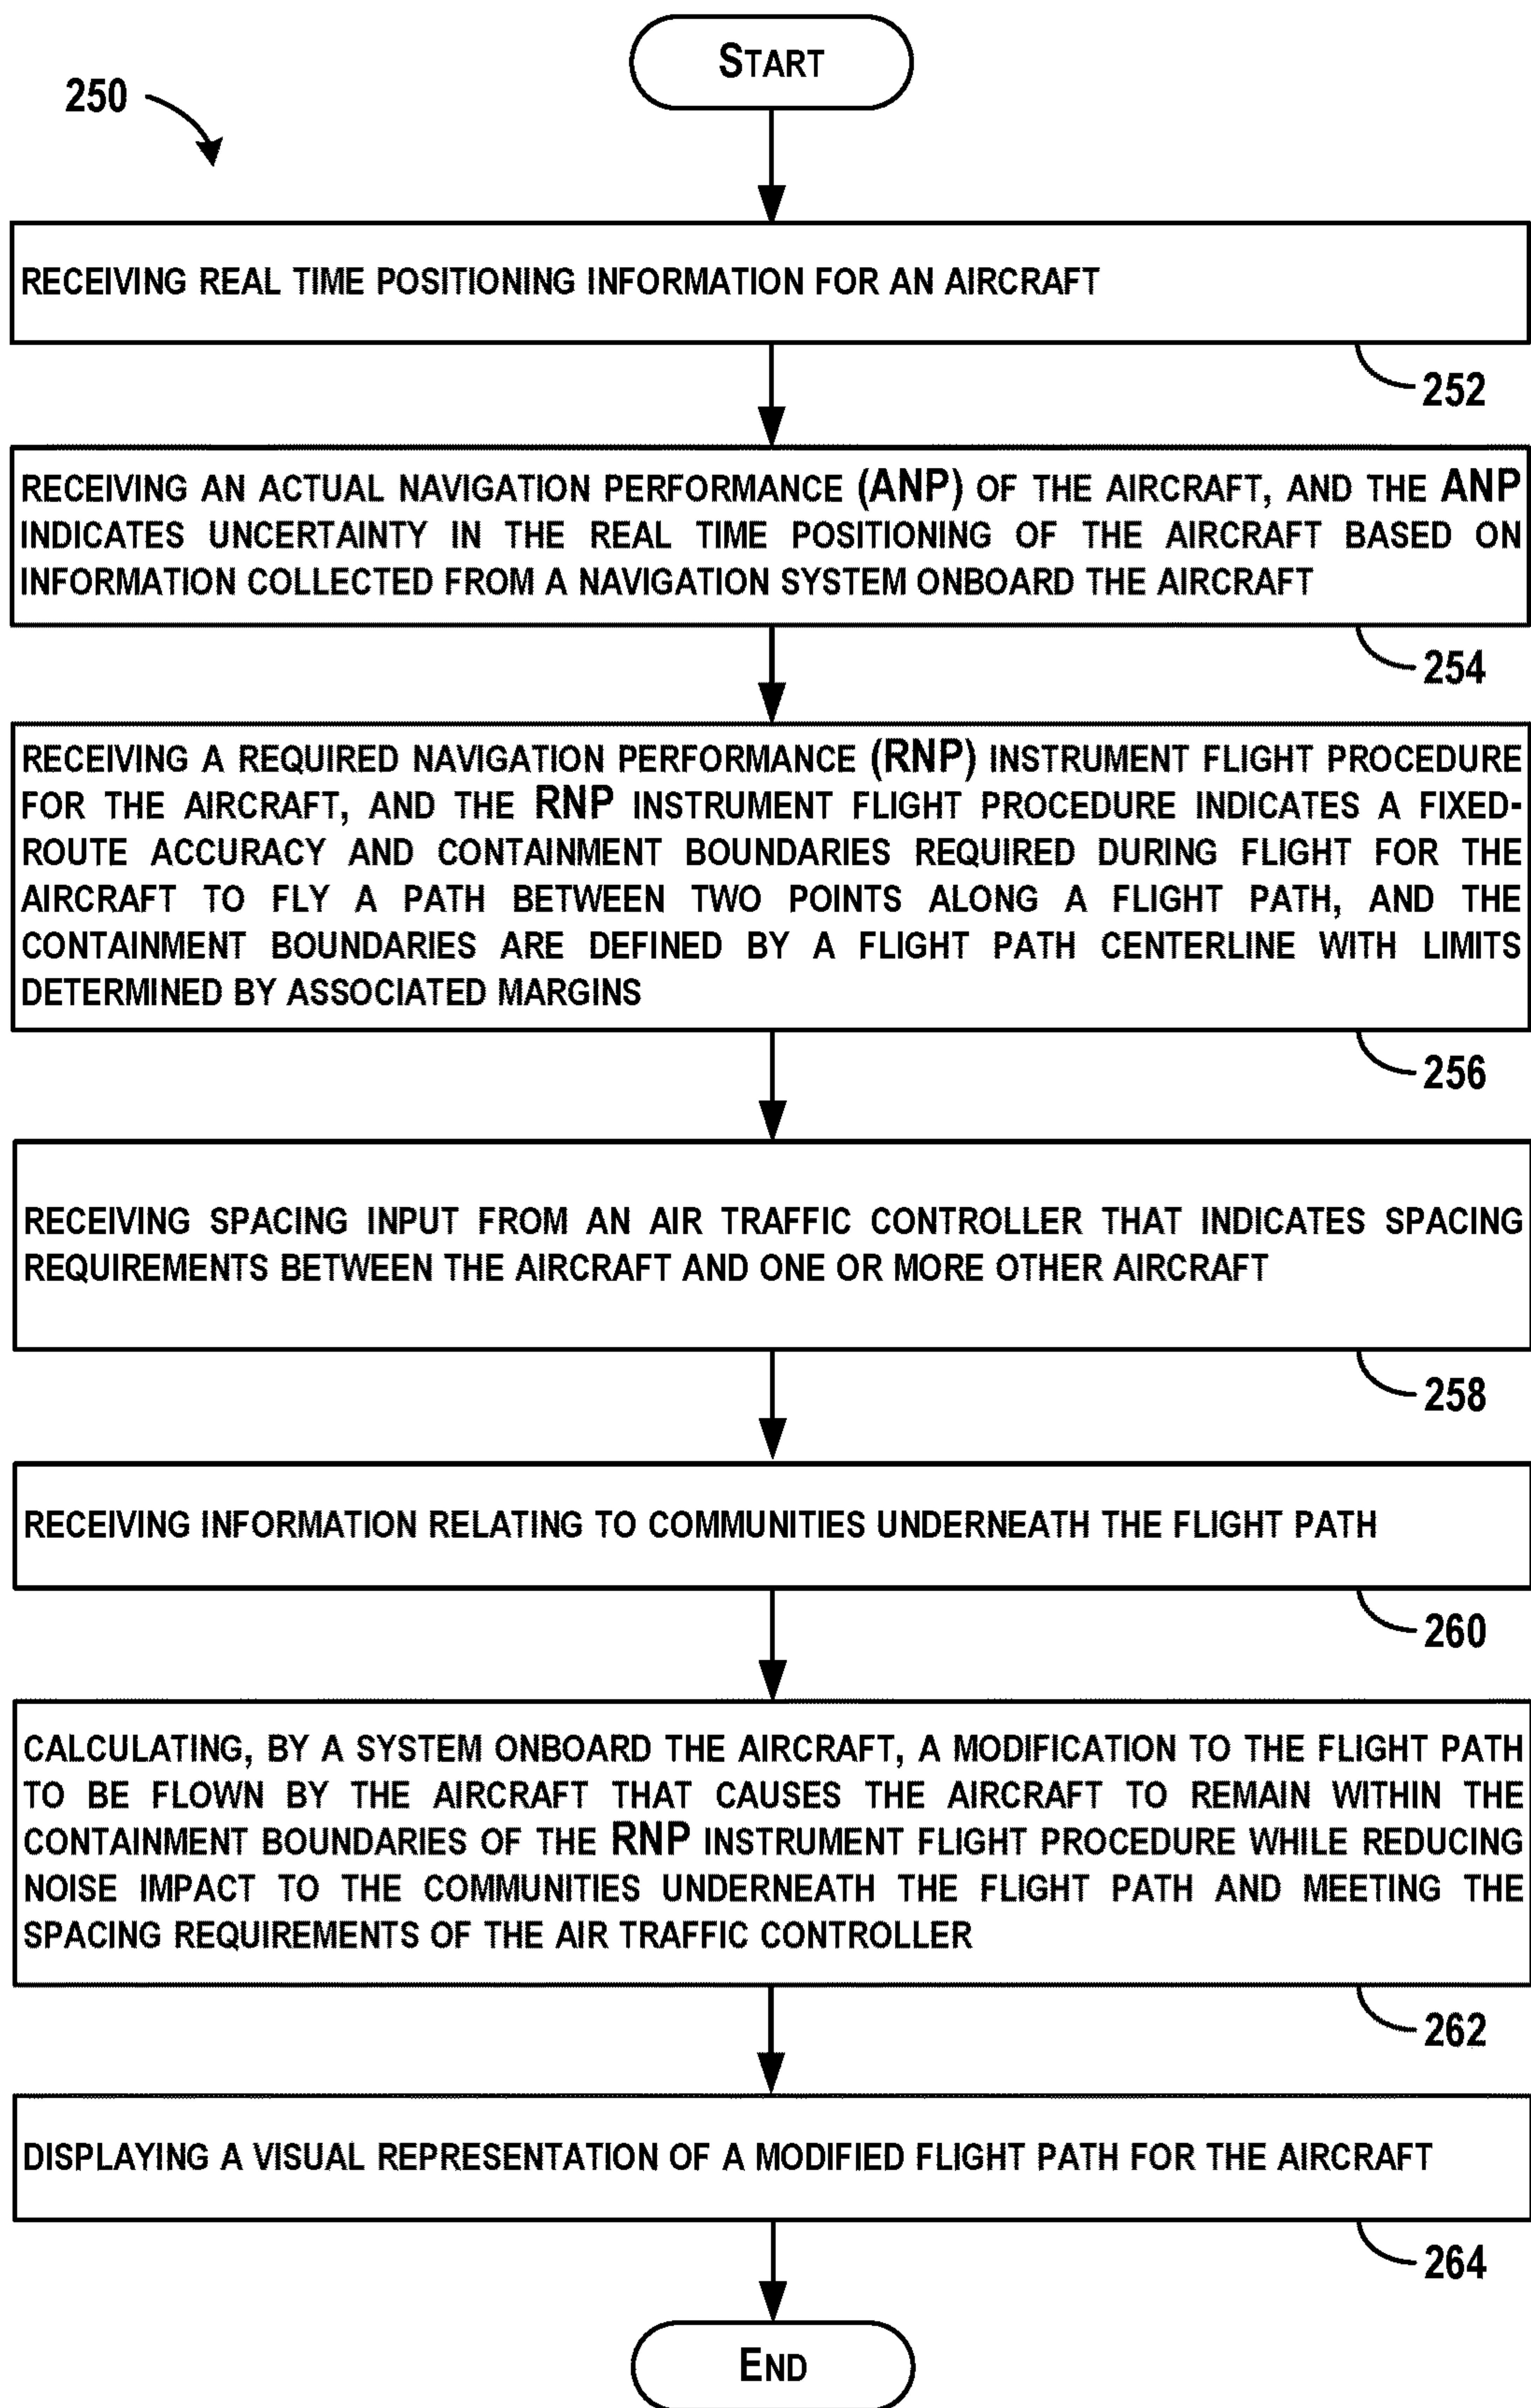 START
250
RECEIVING REAL TIME POSITIONING INFORMATION FOR AN AIRCRAFT
252
RECEIVING AN ACTUAL NAVIGATION PERFORMANCE (ANP) OF THE AIRCRAFT, AND THE ANP
INDICATES UNCERTAINTY IN THE REAL TIME POSITIONING OF THE AIRCRAFT BASED ON
INFORMATION COLLECTED FROM A NAVIGATION SYSTEM ONBOARD THE AIRCRAFT
254
RECEIVING A REQUIRED NAVIGATION PERFORMANCE (RNP) INSTRUMENT FLIGHT PROCEDURE
FOR THE AIRCRAFT, AND THE RNP INSTRUMENT FLIGHT PROCEDURE INDICATES A FIXED-
ROUTE ACCURACY AND CONTAINMENT BOUNDARIES REQUIRED DURING FLIGHT FOR THE
AIRCRAFT TO FLY A PATH BETWEEN TWO POINTS ALONG A FLIGHT PATH, AND THE
CONTAINMENT BOUNDARIES ARE DEFINED BY A FLIGHT PATH CENTERLINE WITH LIMITS
DETERMINED BY ASSOCIATED MARGINS
256
RECEIVING SPACING INPUT FROM AN AIR TRAFFIC CONTROLLER THAT INDICATES SPACING
REQUIREMENTS BETWEEN THE AIRCRAFT AND ONE OR MORE OTHER AIRCRAFT
258
RECEIVING INFORMATION RELATING TO COMMUNITIES UNDERNEATH THE FLIGHT PATH
260
CALCULATING, BY A SYSTEM ONBOARD THE AIRCRAFT, A MODIFICATION TO THE FLIGHT PATH
TO BE FLOWN BY THE AIRCRAFT THAT CAUSES THE AIRCRAFT TO REMAIN WITHIN THE
CONTAINMENT BOUNDARIES OF THE RNP INSTRUMENT FLIGHT PROCEDURE WHILE REDUCING
NOISE IMPACT TO THE COMMUNITIES UNDERNEATH THE FLIGHT PATH AND MEETING THE
SPACING REQUIREMENTS OF THE AIR TRAFFIC CONTROLLER
262
DISPLAYING A VISUAL REPRESENTATION OF A MODIFIED FLIGHT PATH FOR THE AIRCRAFT
264
END